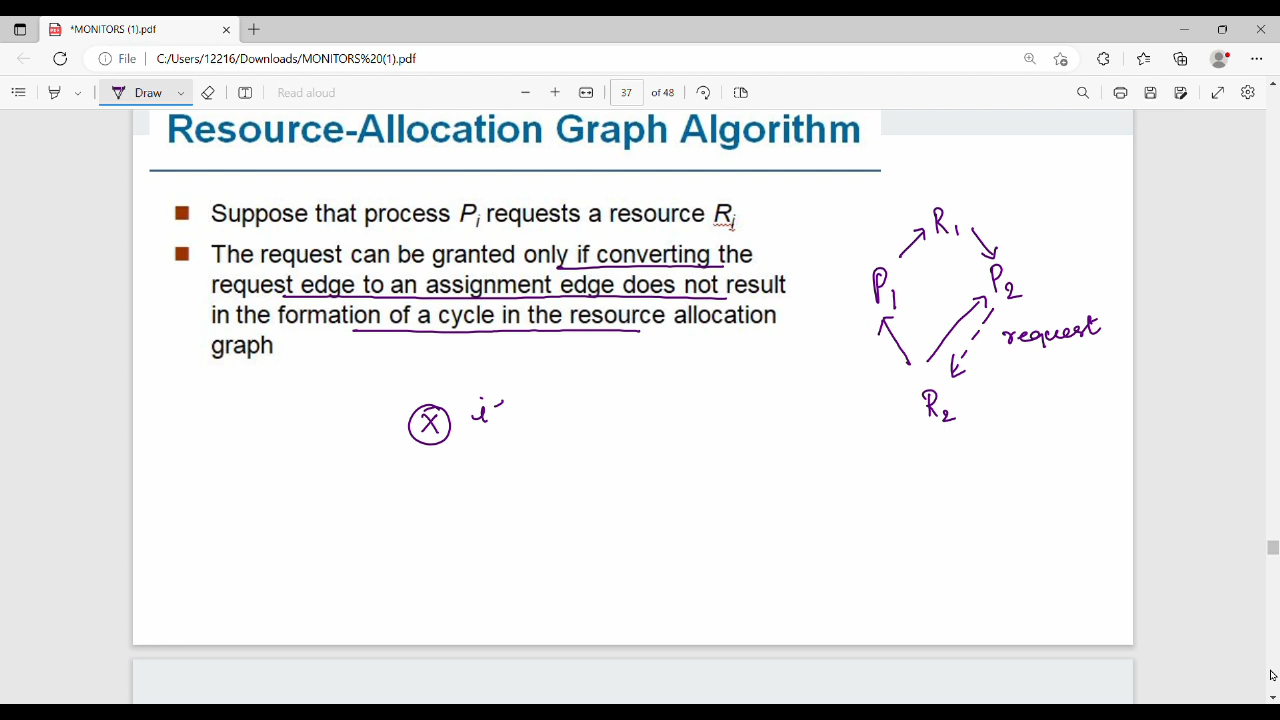 *MONITORS (1).pdf
File
C:/Users/12216/Downloads/MONITORS%20(1).pdf
Draw
Read aloud
37 of 48
Resource-Allocation Graph Algorithm
Suppose that process Pi requests a resource Rj
The request can be granted only if converting the
request edge to an assignment edge does not result
in the formation of a cycle in the resource allocation
graph
R1
P1
P2
request
R2
X